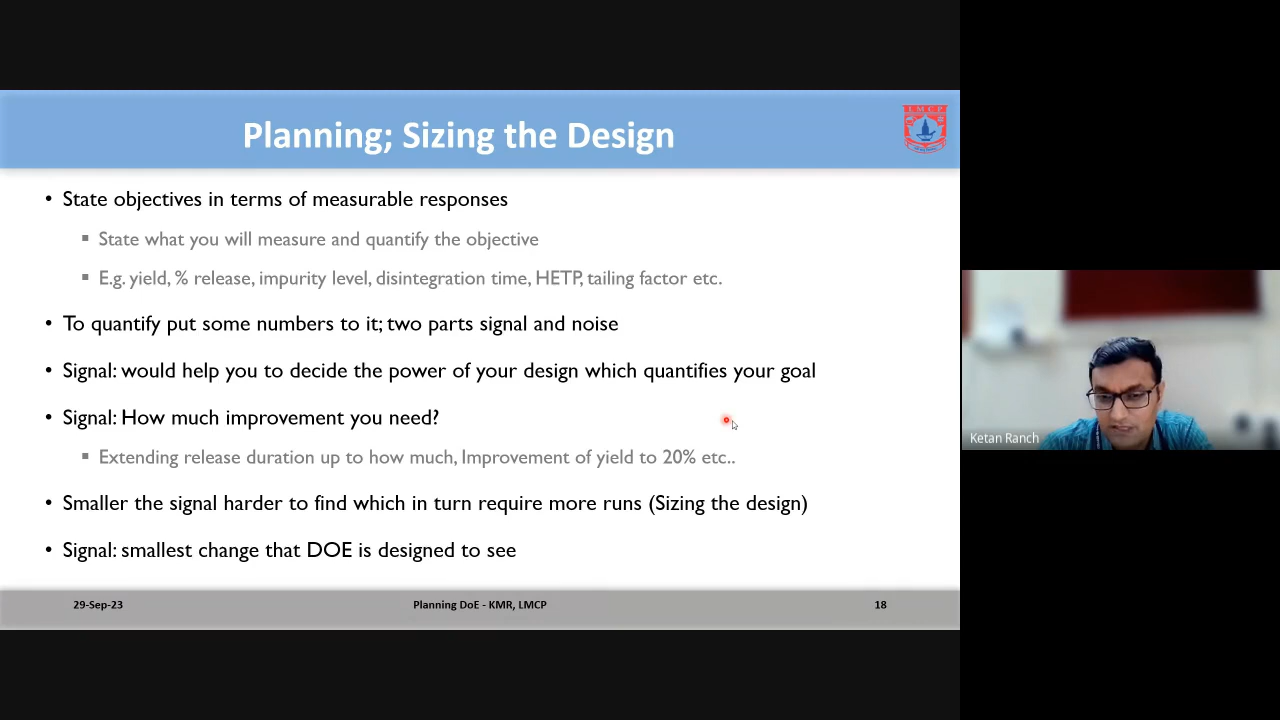 Planning; Sizing the Design
LMCP
• State objectives in terms of measurable responses
▪ State what you will measure and quantify the objective
▪ E.g. yield, % release, impurity level, disintegration time, HETP, tailing factor etc.
• To quantify put some numbers to it; two parts signal and noise
• Signal: would help you to decide the power of your design which quantifies your goal
• Signal: How much improvement you need?
▪ Extending release duration up to how much, Improvement of yield to 20% etc..
• Smaller the signal harder to find which in turn require more runs (Sizing the design)
• Signal: smallest change that DOE is designed to see
29-Sep-23
Planning DoE - KMR, LMCP
18
Ketan Ranch